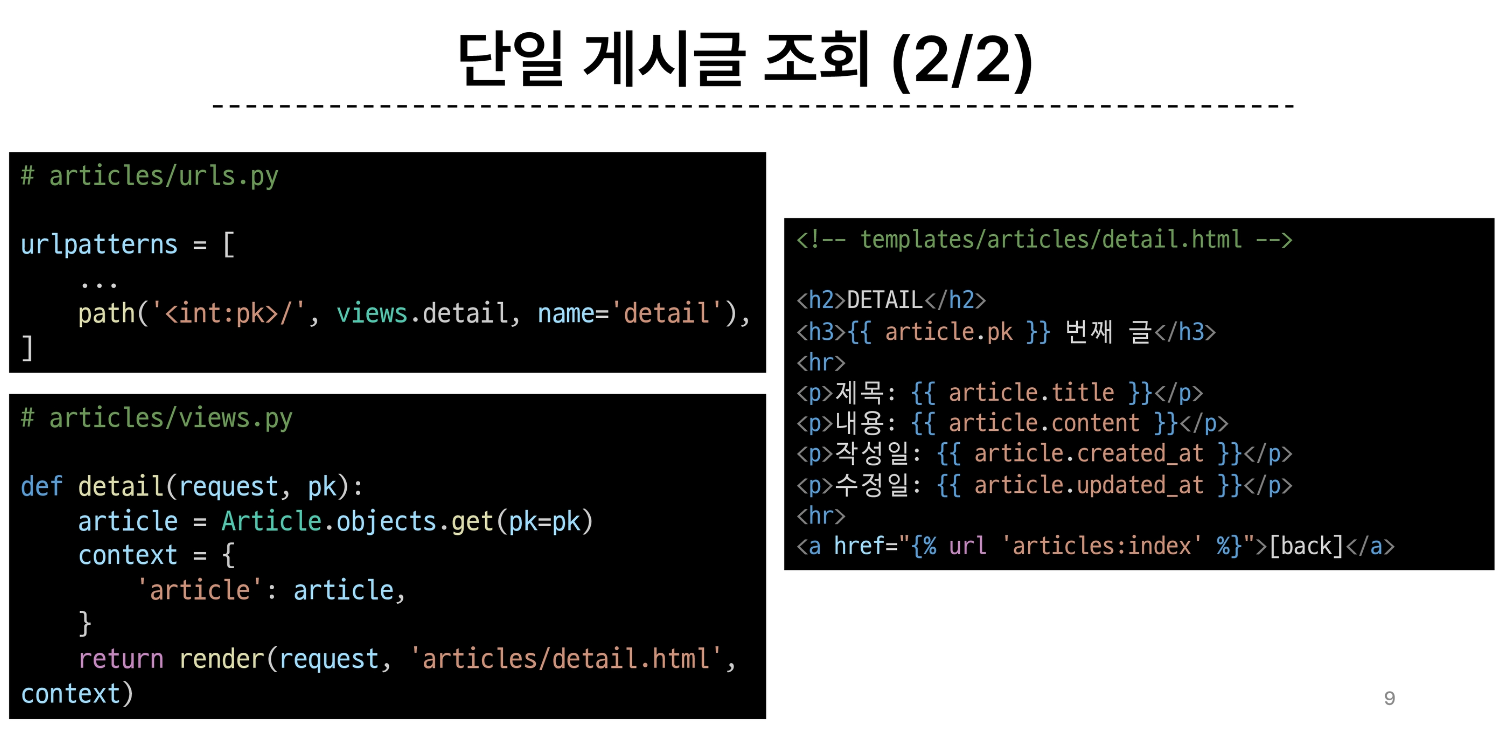 단일 게시글 조회 (2/2)
# articles/urls.py
urlpatterns = [
    ...
    path('<int:pk>/', views.detail, name='detail'),
]
# articles/views.py
def detail(request, pk):
    article = Article.objects.get(pk=pk)
    context = {
        'article': article,
    }
    return render(request, 'articles/detail.html',
context)
<!-- templates/articles/detail.html -->
<h2>DETAIL</h2>
<h3>{{ article.pk }} 번째 글</h3>
<hr>
<p>제목: {{ article.title }}</p>
<p>내용: {{ article.content }}</p>
<p>작성일: {{ article.created_at }}</p>
<p>수정일: {{ article.updated_at }}</p>
<hr>
<a href="{% url 'articles:index' %}">[back]</a>
9